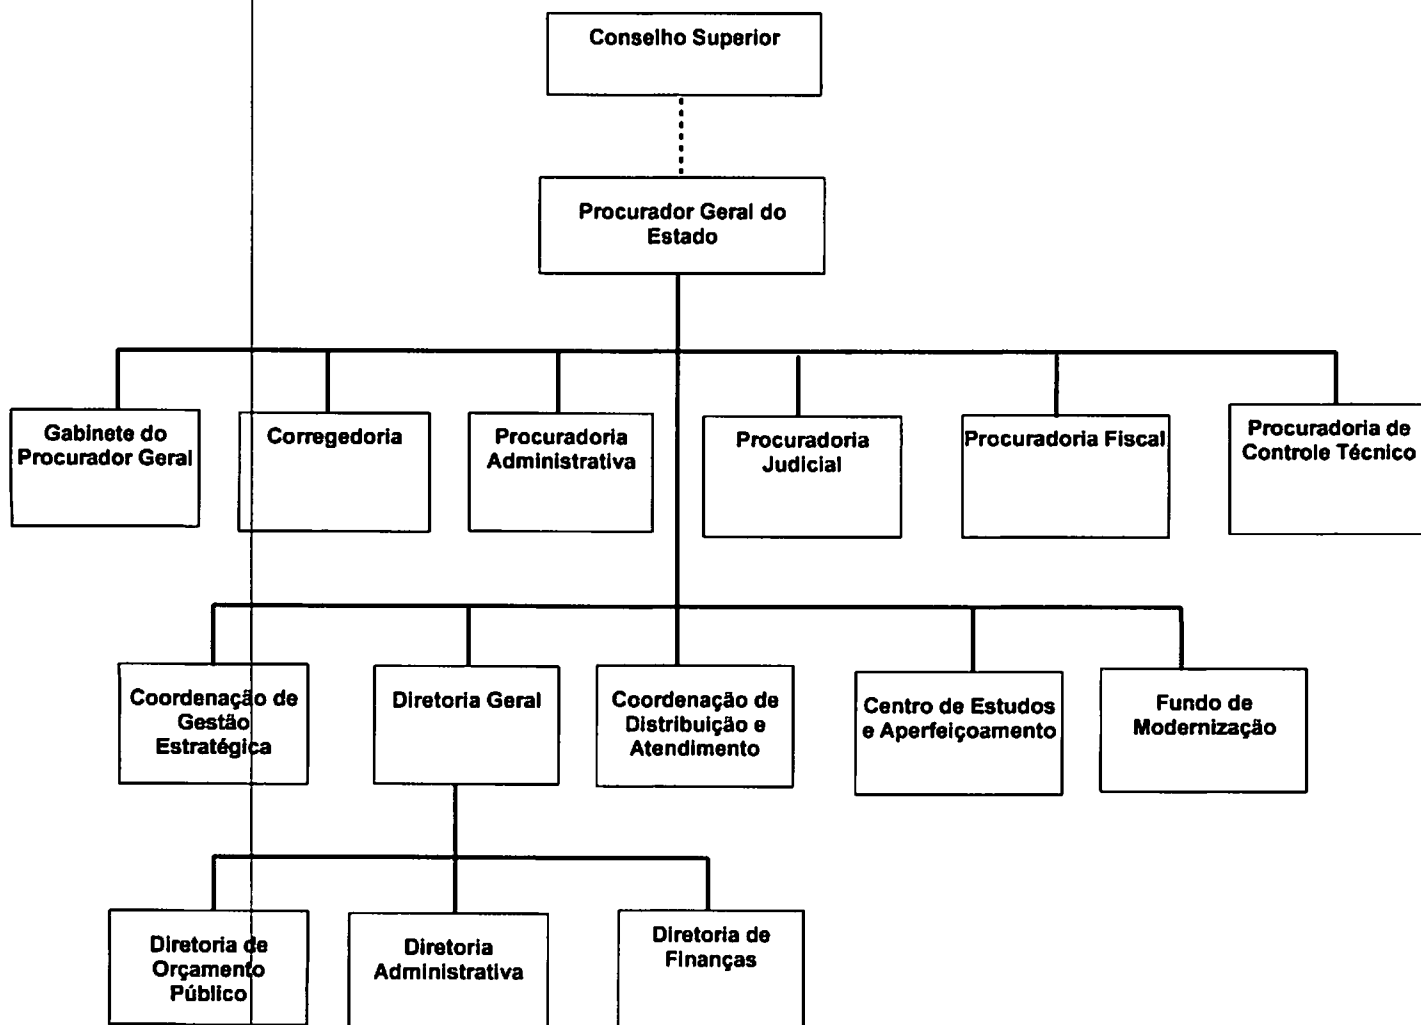 Conselho Superior
Procurador Geral do
Estado
Gabinete do
Procurador Geral
Corregedoria
Procuradoria
Administrativa
Procuradoria
Judicial
Procuradoria Fiscal
Procuradoria de
Controle Técnico
Coordenação de
Gestão
Estratégica
Diretoria Geral
Coordenação de
Distribuição e
Atendimento
Centro de Estudos
e Aperfeiçoamento
Fundo de
Modernização
Diretoria de
Orçamento
Público
Diretoria
Administrativa
Diretoria de
Finanças